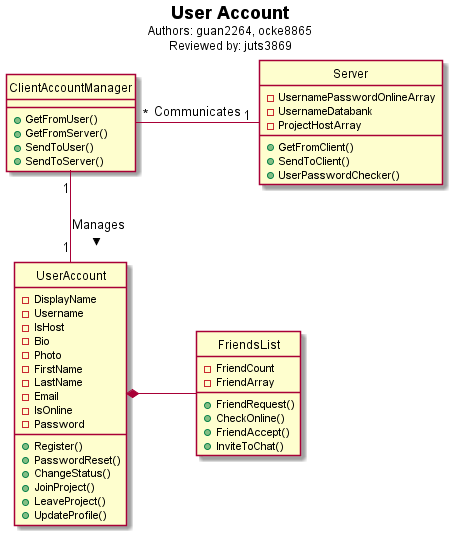 User Account
Authors: guan2264, ocke8865
Reviewed by: juts3869
ClientAccountManager
GetFromUser()
GetFromServer()
SendToUser()
SendToServer()
* Communicates 1
Server
UsernamePasswordOnlineArray
UsernameDatabank
ProjectHostArray
GetFromClient()
SendToClient()
UserPasswordChecker()
1
Manages
1
UserAccount
DisplayName
Username
IsHost
Bio
Photo
FirstName
LastName
Email
IsOnline
Password
Register()
PasswordReset()
ChangeStatus()
JoinProject()
LeaveProject()
UpdateProfile()
FriendsList
FriendCount
FriendArray
FriendRequest()
CheckOnline()
FriendAccept()
InviteToChat()